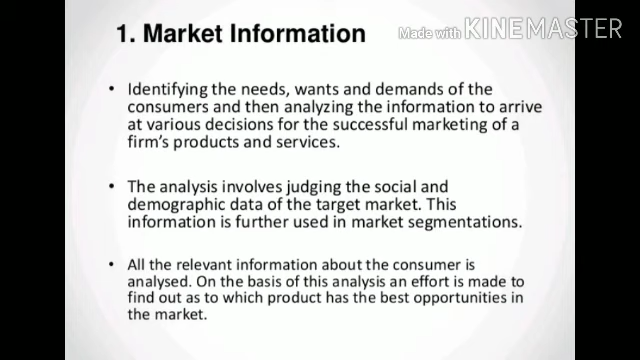 1. Market Information
Made with KINEMASTER
• Identifying the needs, wants and demands of the
consumers and then analyzing the information to arrive
at various decisions for the successful marketing of a
firm's products and services.
• The analysis involves judging the social and
demographic data of the target market. This
information is further used in market segmentations.
• All the relevant information about the consumer is
analysed. On the basis of this analysis an effort is made to
find out as to which product has the best opportunities in
the market.